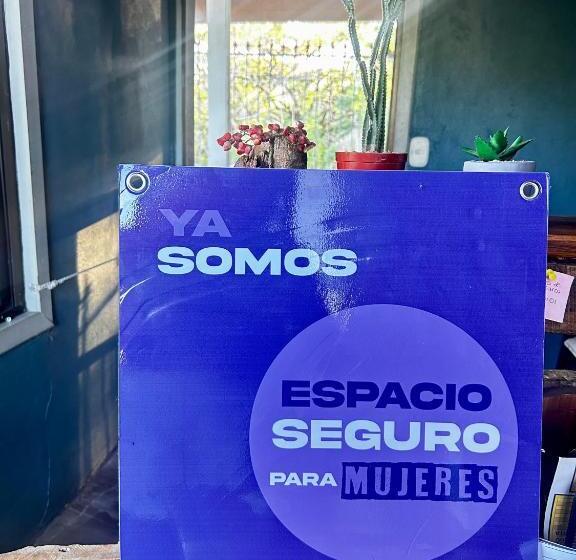 YA
SOMOS
ESPACIO
SEGURO
PARA MUJERES